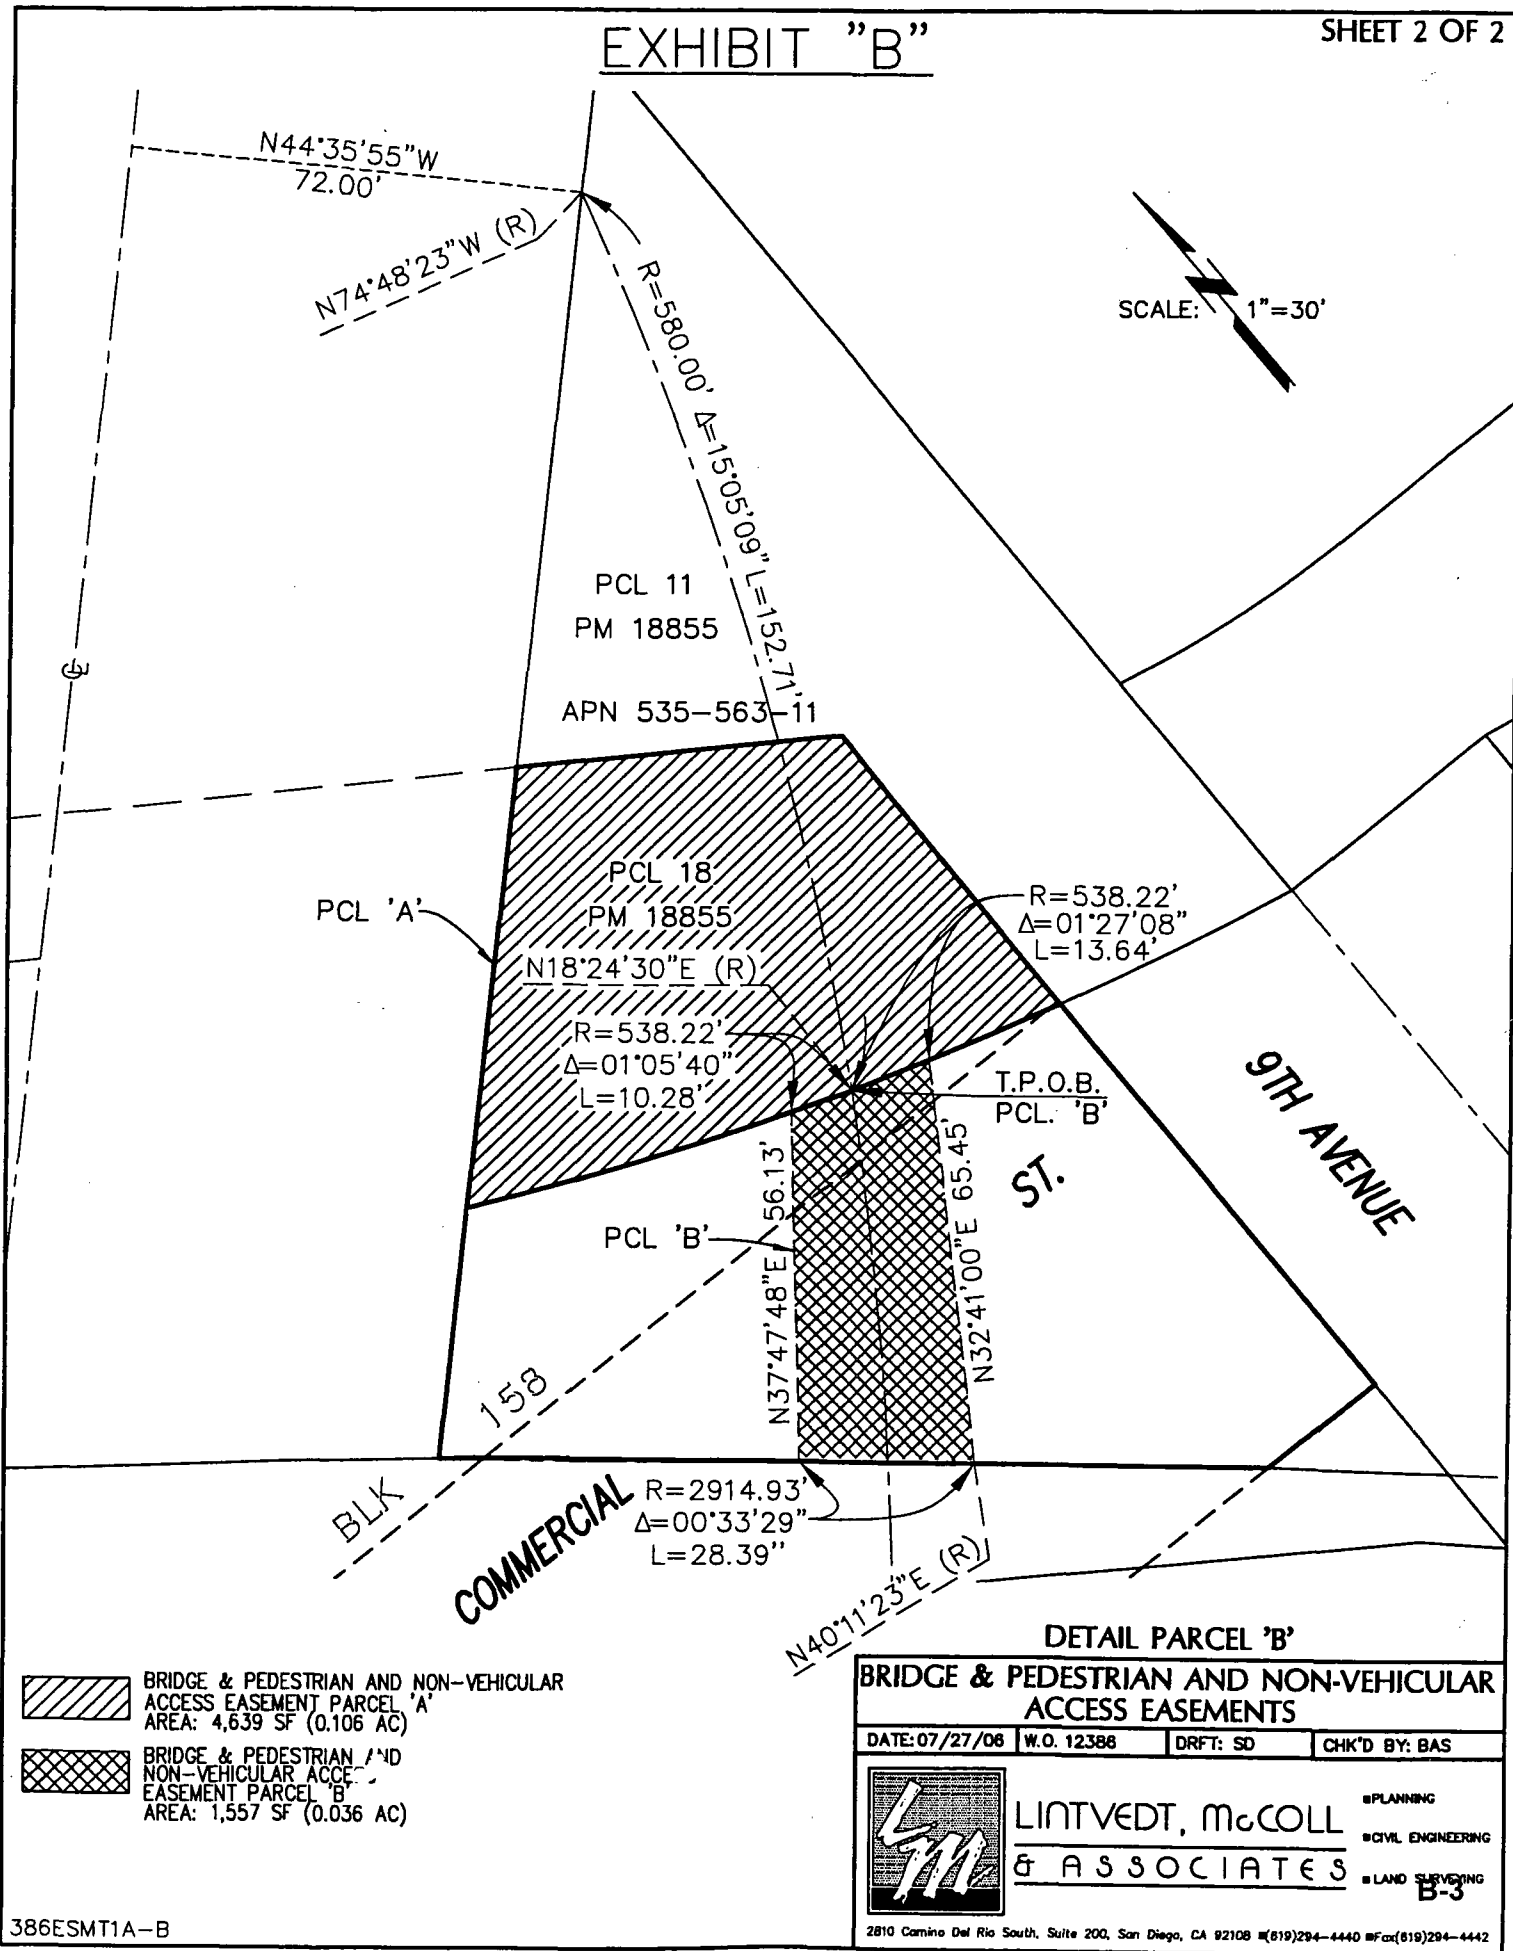 EXHIBIT "B"
SHEET 2 OF 2
N44°35'55"W
72.00'
N74°48'23"W (R)
R=580.00' Δ=15°05'09" L=152.71'
SCALE: 1"=30'
PCL 11
PM 18855
APN 535-563-11
℄
PCL 18
PM 18855
PCL 'A'
N18°24'30"E (R)
R=538.22'
Δ=01°27'08"
L=13.64'
R=538.22'
Δ=01°05'40"
L=10.28'
T.P.O.B.
PCL. 'B'
9TH AVENUE
ST.
PCL 'B'
N37°47'48"E 56.13'
N32°41'00"E 65.45'
BLK 158
COMMERCIAL
R=2914.93'
Δ=00°33'29"
L=28.39"
N40°11'23"E (R)
DETAIL PARCEL 'B'
BRIDGE & PEDESTRIAN AND NON-VEHICULAR
ACCESS EASEMENT PARCEL 'A'
AREA: 4,639 SF (0.106 AC)
BRIDGE & PEDESTRIAN
NON-VEHICULAR
EASEMENT PARCEL 'B'
AREA: 1,557 SF (0.036 AC)
BRIDGE & PEDESTRIAN AND NON-VEHICULAR
ACCESS EASEMENTS
DATE: 07/27/06 W.O. 12386 DRFT: SD CHK'D BY: BAS
LM
LINTVEDT, McCOLL
& ASSOCIATES
■PLANNING
■CIVIL ENGINEERING
■LAND SURVEYING
B-3
2810 Camino Del Rio South, Suite 200, San Diego, CA 92108 ■(619)294-4440 ■Fax(619)294-4442
386ESMT1A-B